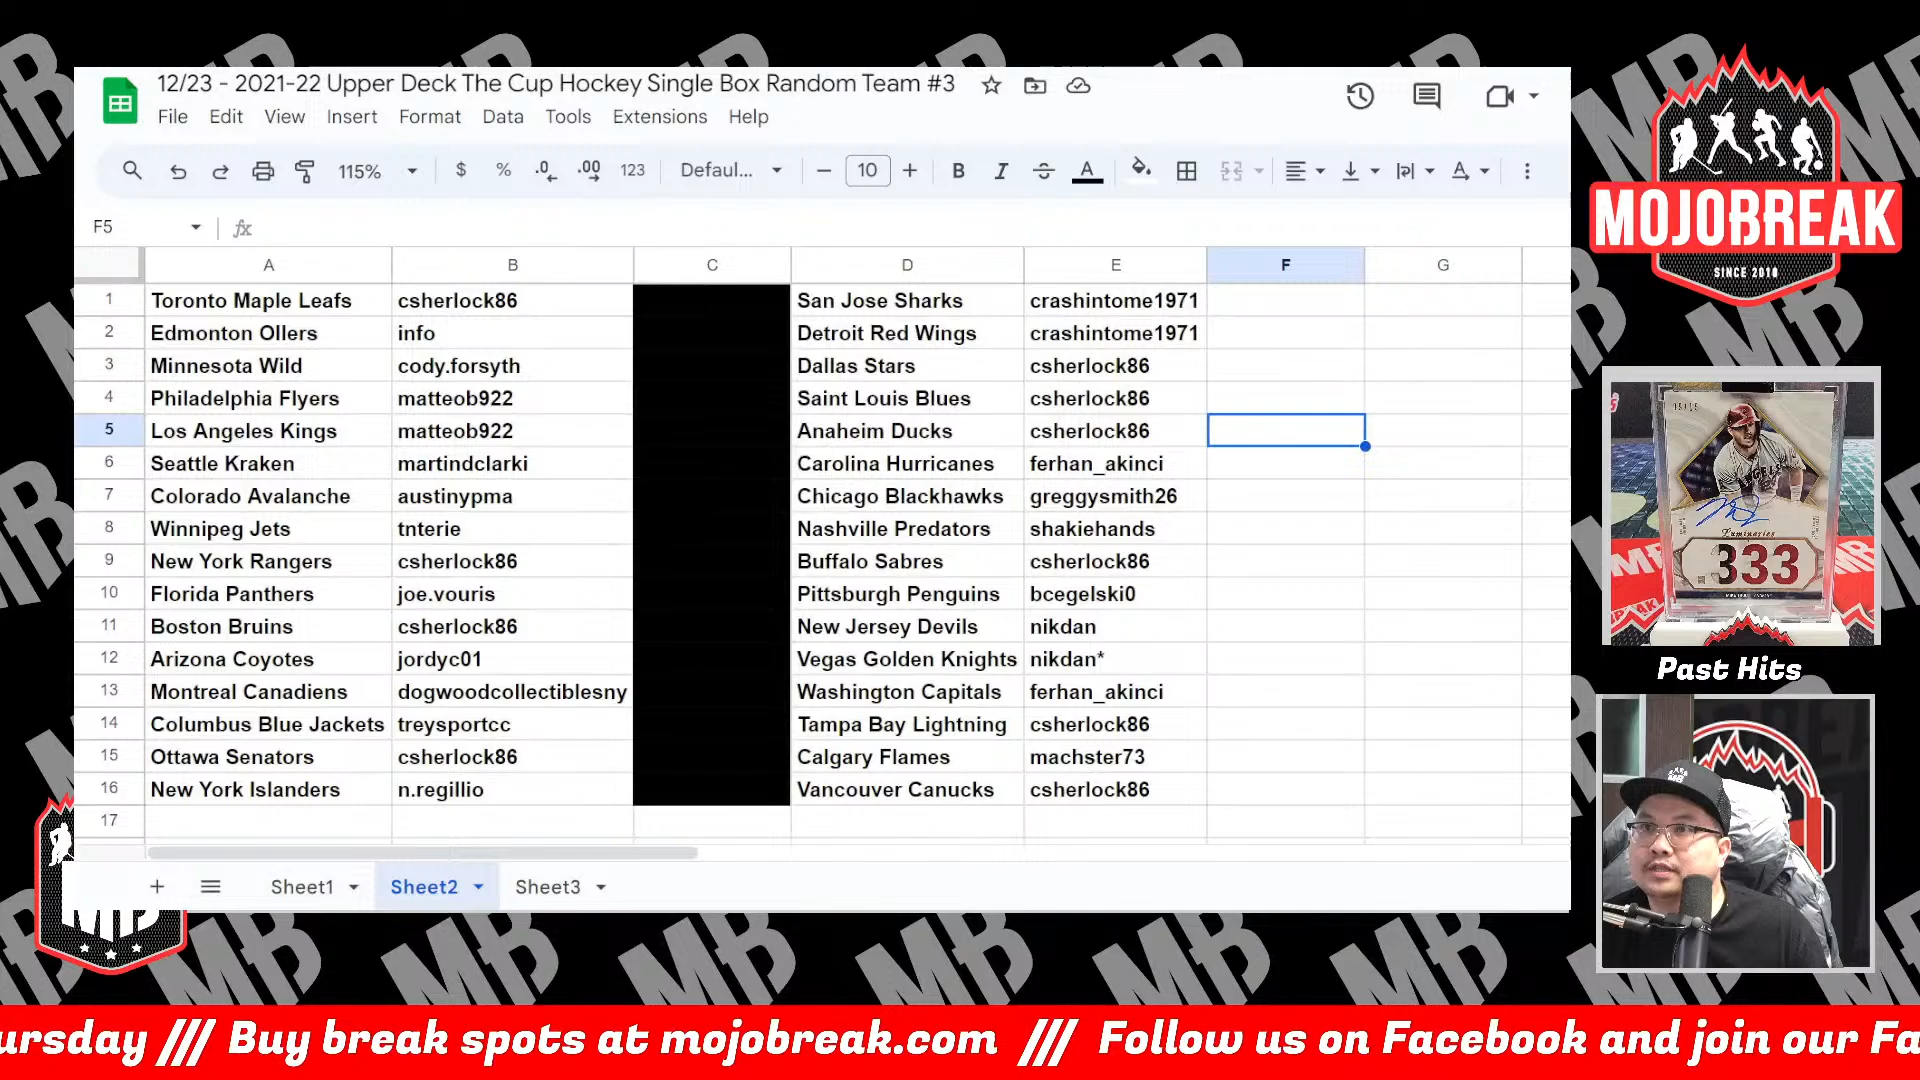 12/23 - 2021-22 Upper Deck The Cup Hockey Single Box Random Team #3
File Edit View Insert Format Data Tools Extensions Help
115% $ % .0 .00 123 Defaul... 10 B I A
F5 fx
A B C D E F G
1 Toronto Maple Leafs csherlock86 San Jose Sharks crashintome1971
2 Edmonton OIlers info Detroit Red Wings crashintome1971
3 Minnesota Wild cody.forsyth Dallas Stars csherlock86
4 Philadelphia Flyers matteob922 Saint Louis Blues csherlock86
5 Los Angeles Kings matteob922 Anaheim Ducks csherlock86
6 Seattle Kraken martindclarki Carolina Hurricanes ferhan_akinci
7 Colorado Avalanche austinypma Chicago Blackhawks greggysmith26
8 Winnipeg Jets tnterie Nashville Predators shakiehands
9 New York Rangers csherlock86 Buffalo Sabres csherlock86
10 Florida Panthers joe.vouris Pittsburgh Penguins bcegelski0
11 Boston Bruins csherlock86 New Jersey Devils nikdan
12 Arizona Coyotes jordyc01 Vegas Golden Knights nikdan*
13 Montreal Canadiens dogwoodcollectiblesny Washington Capitals ferhan_akinci
14 Columbus Blue Jackets treysportcc Tampa Bay Lightning csherlock86
15 Ottawa Senators csherlock86 Calgary Flames machster73
16 New York Islanders n.regillio Vancouver Canucks csherlock86
17
Sheet1 Sheet2 Sheet3
MOJOBREAK
SINCE 2010
ANGELS
Luminaries
333
Past Hits
MB
ursday /// Buy break spots at mojobreak.com /// Follow us on Facebook and join our Fa